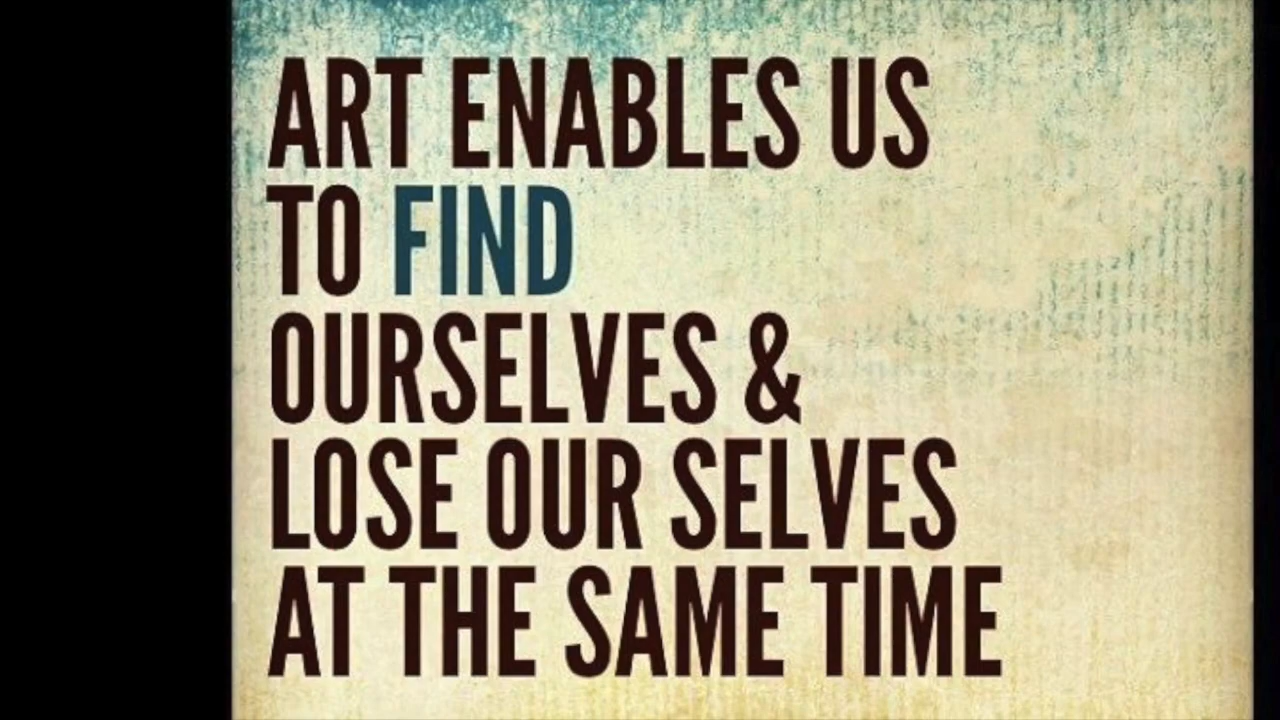 ART ENABLES US
TO FIND
OURSELVES &
LOSE OUR SELVES
AT THE SAME TIME